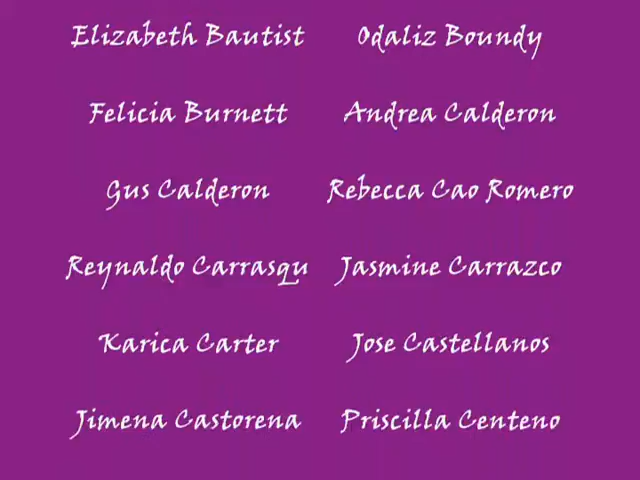 Elizabeth Bautist Odaliz Boundy
Felicia Burnett Andrea Calderon
Gus Calderon Rebecca Cao Romero
Reynaldo Carrasqu Jasmine Carrazco
Karica Carter Jose Castellanos
Jimena Castorena Priscilla Centeno